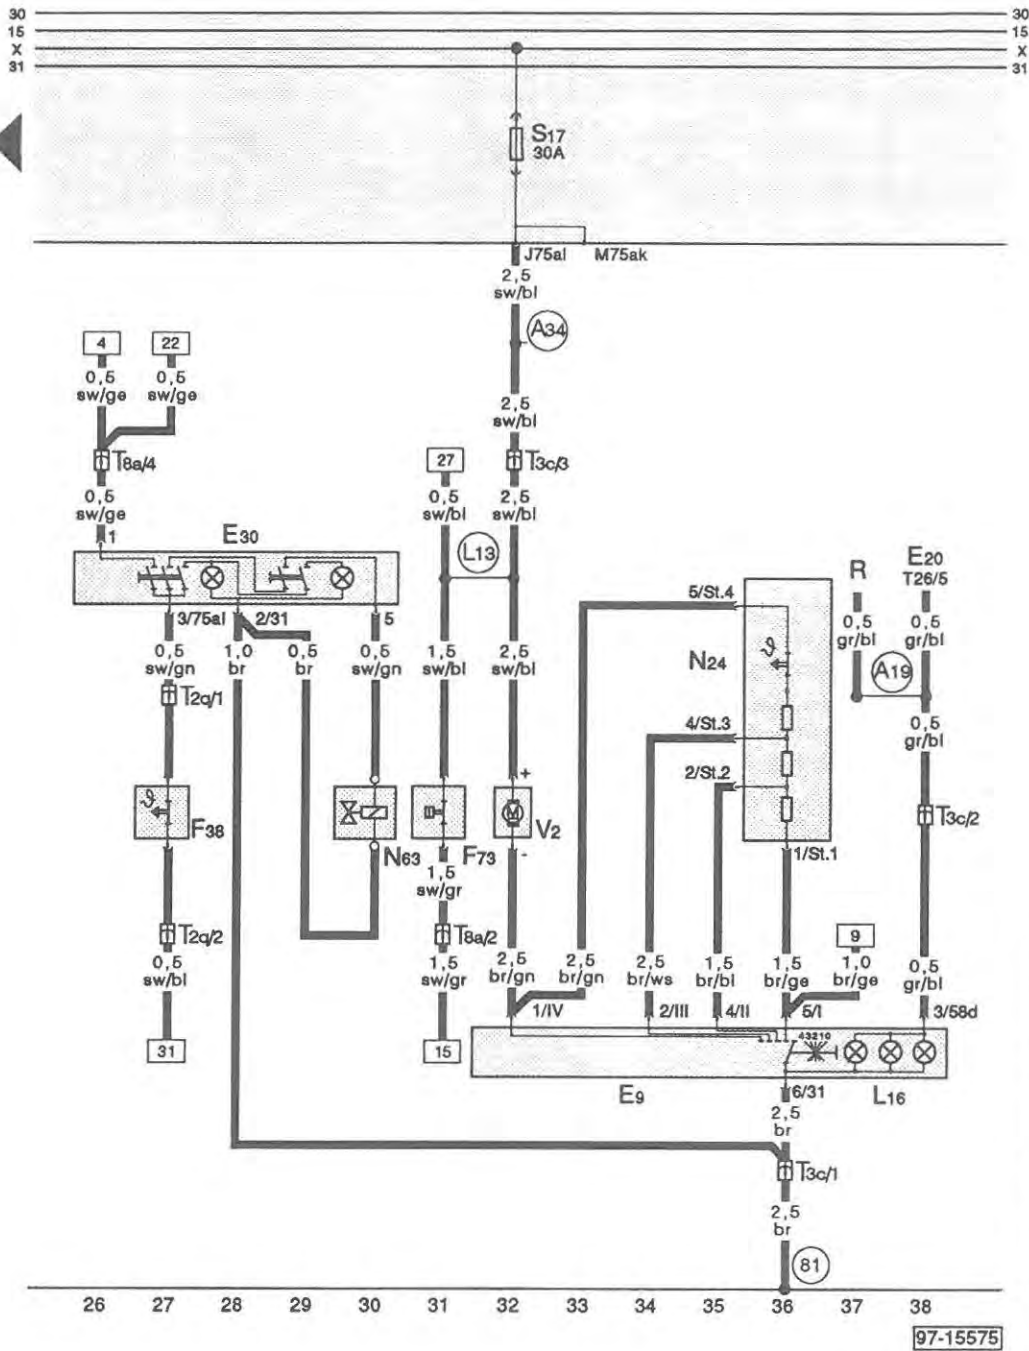 30 30
15 15
X X
31 31
S17
30A
J75al M75ak
2,5
sw/bl
A34
4 22
0,5 0,5
sw/ge sw/ge
2,5
sw/bl
T8a/4 27 T3c/3
0,5 0,5 2,5
sw/ge sw/bl sw/bl
1 E30 L13
R E20
T26/5
5/St.4
3/75al 2/31 5
0,5 0,5
gr/bl gr/bl
0,5 1,0 0,5 0,5 1,5 2,5
sw/gn br br sw/gn sw/bl sw/bl
N24 ϑ A19
T2q/1
4/St.3 0,5
gr/bl
2/St.2
+
ϑ F38 M V2 T3c/2
-
N63 F73 1/St.1
1,5
sw/gr
T2q/2 T8a/2 9
0,5 1,5 2,5 2,5 2,5 1,5 1,5 1,0 0,5
sw/bl sw/gr br/gn br/gn br/ws br/bl br/ge br/ge gr/bl
1/IV 2/III 4/II 5/I 3/58d
43210
31 15
E9 6/31 L16
2,5
br
T3c/1
2,5
br
81
26 27 28 29 30 31 32 33 34 35 36 37 38
97-15575